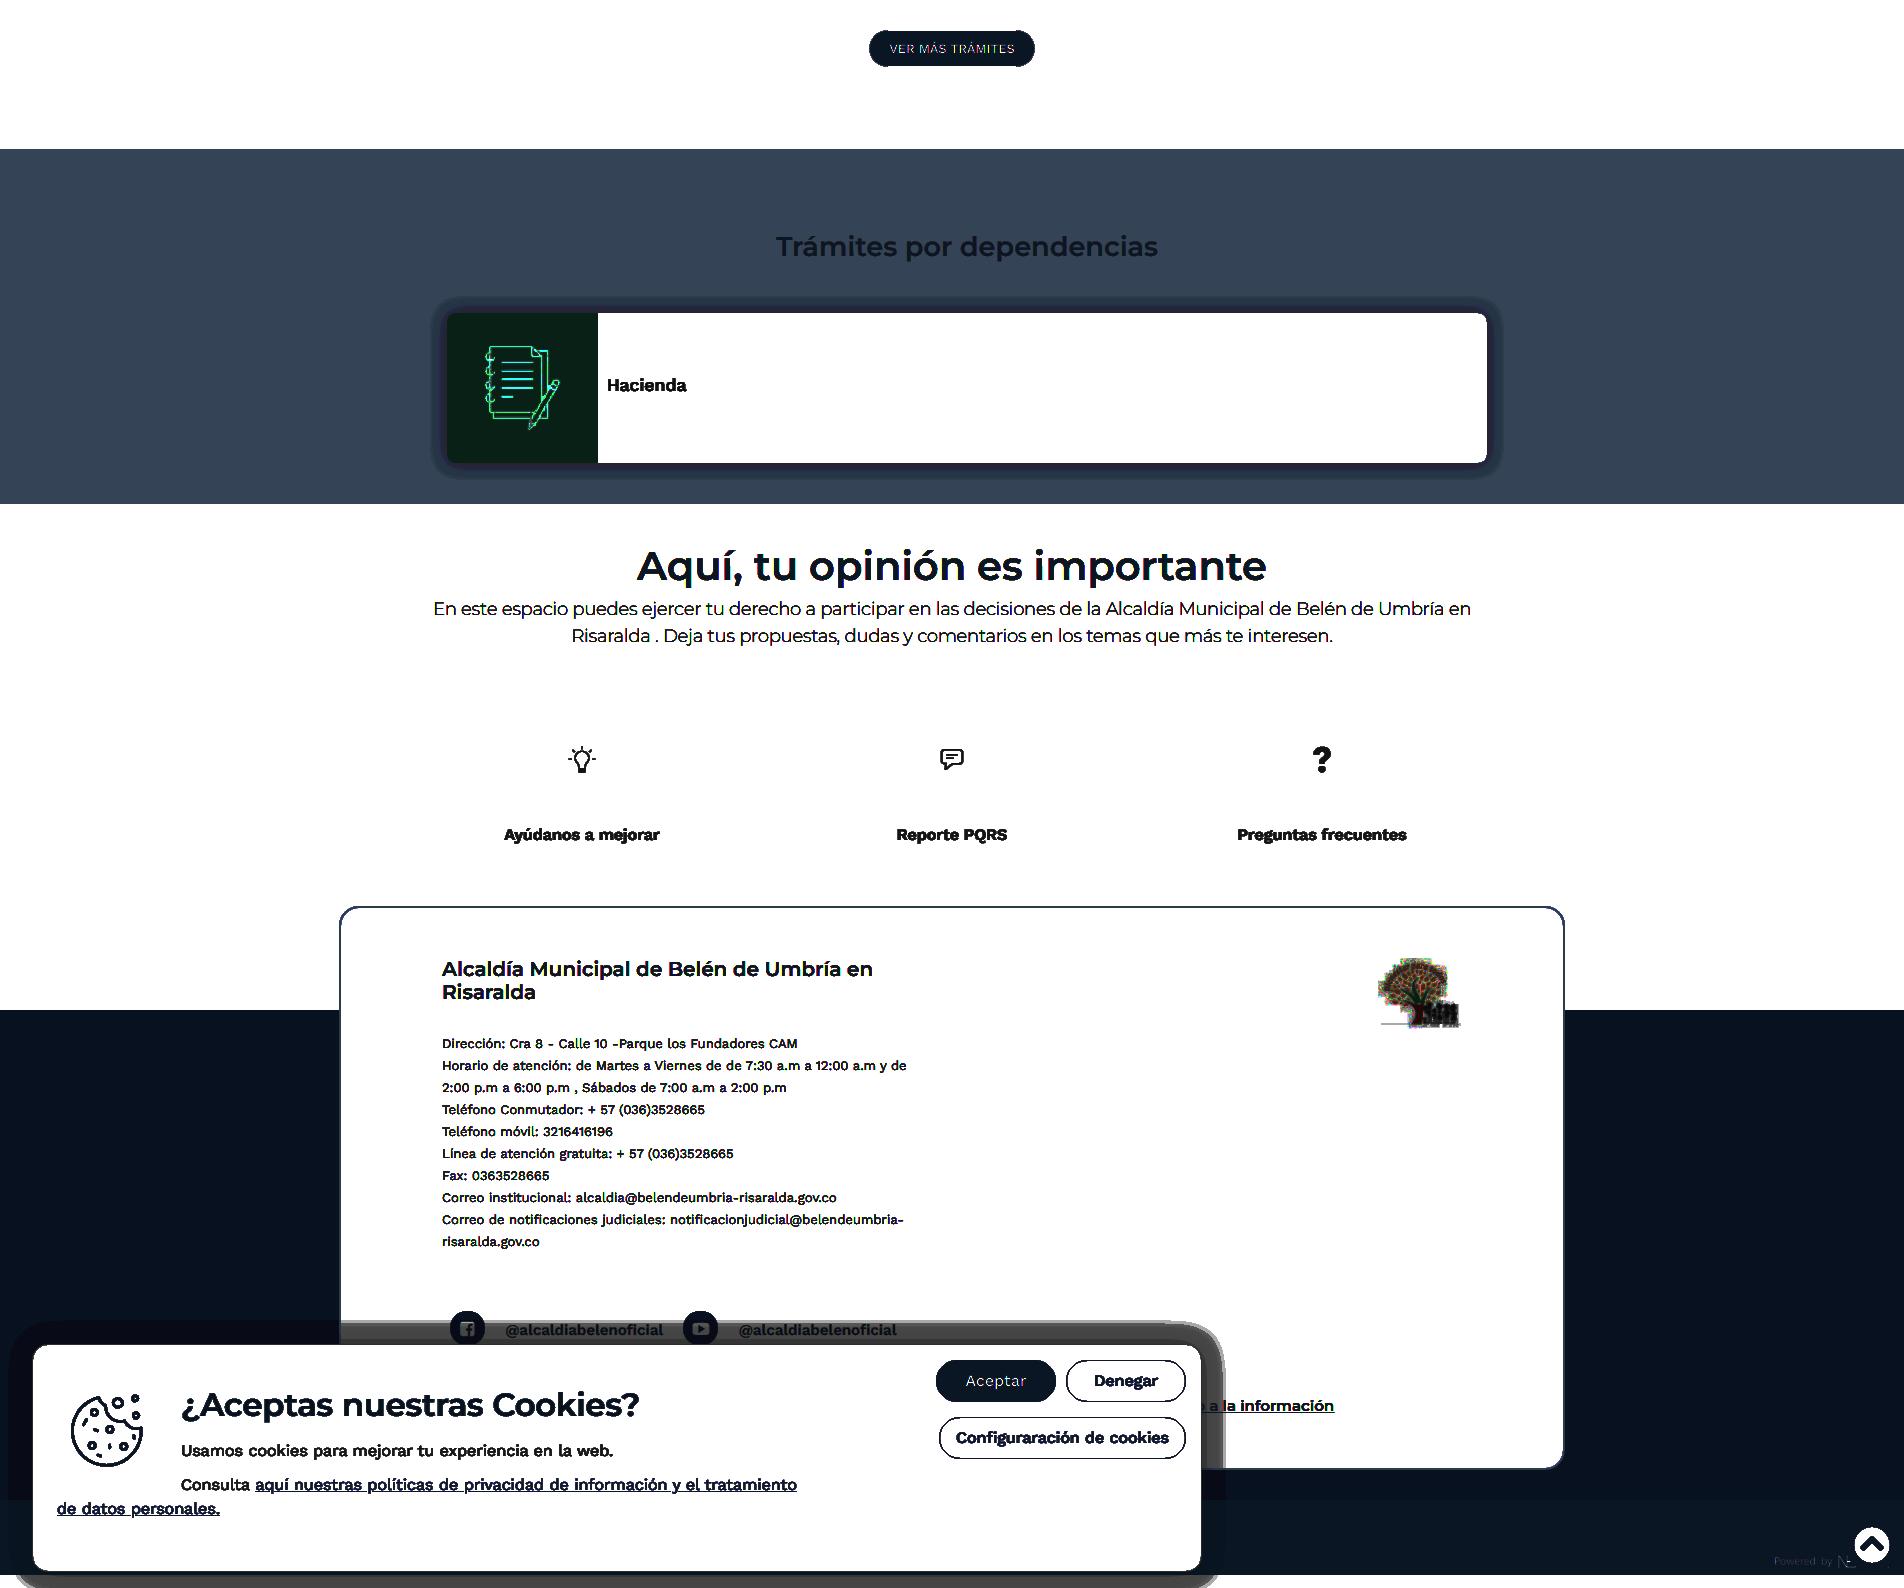 VER MÁS TRÁMITES
Trámites por dependencias
Hacienda
Aquí, tu opinión es importante
En este espacio puedes ejercer tu derecho a participar en las decisiones de la Alcaldía Municipal de Belén de Umbría en
Risaralda . Deja tus propuestas, dudas y comentarios en los temas que más te interesen.
Ayúdanos a mejorar
Reporte PQRS
Preguntas frecuentes
Alcaldía Municipal de Belén de Umbría en
Risaralda
Dirección: Cra 8 - Calle 10 -Parque los Fundadores CAM
Horario de atención: de Martes a Viernes de de 7:30 a.m a 12:00 a.m y de
2:00 p.m a 6:00 p.m , Sábados de 7:00 a.m a 2:00 p.m
Teléfono Conmutador: + 57 (036)3528665
Teléfono móvil: 3216416196
Línea de atención gratuita: + 57 (036)3528665
Fax: 0363528665
Correo institucional: alcaldia@belendeumbria-risaralda.gov.co
Correo de notificaciones judiciales: notificacionjudicial@belendeumbria-
risaralda.gov.co
@alcaldiabelenoficial @alcaldiabelenoficial
a la información
¿Aceptas nuestras Cookies?
Usamos cookies para mejorar tu experiencia en la web.
Consulta aquí nuestras políticas de privacidad de información y el tratamiento
de datos personales.
Aceptar
Denegar
Configuraración de cookies
Powered by